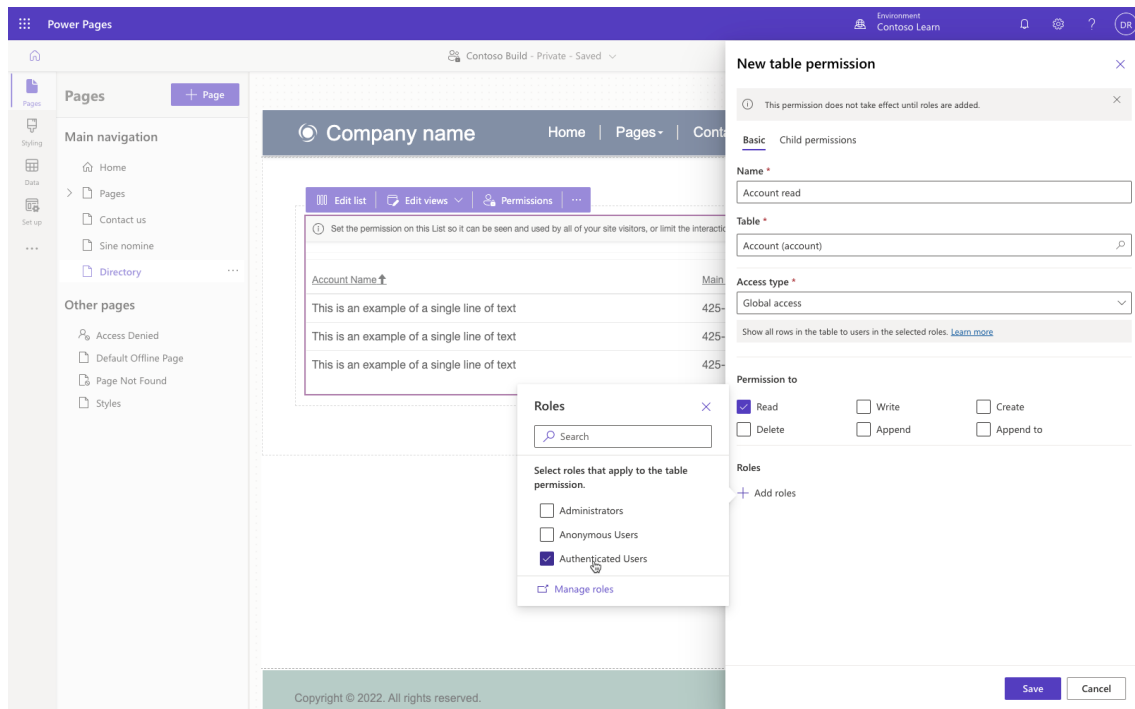 Power Pages
Environment
Contoso Learn
DR
Contoso Build - Private - Saved
Pages
Styling
Data
Set up
Pages
+ Page
Main navigation
Home
Pages
Contact us
Sine nomine
Directory
Other pages
Access Denied
Default Offline Page
Page Not Found
Styles
Company name
Home | Pages | Conta
Edit list
Edit views
Permissions
Set the permission on this List so it can be seen and used by all of your site visitors, or limit the interactio
Account Name Main
This is an example of a single line of text 425-
This is an example of a single line of text 425-
This is an example of a single line of text 425-
Copyright © 2022. All rights reserved.
Roles
Search
Select roles that apply to the table
permission.
Administrators
Anonymous Users
Authenticated Users
Manage roles
New table permission
This permission does not take effect until roles are added.
Basic Child permissions
Name *
Account read
Table *
Account (account)
Access type *
Global access
Show all rows in the table to users in the selected roles. Learn more
Permission to
Read Write Create
Delete Append Append to
Roles
+ Add roles
Save Cancel